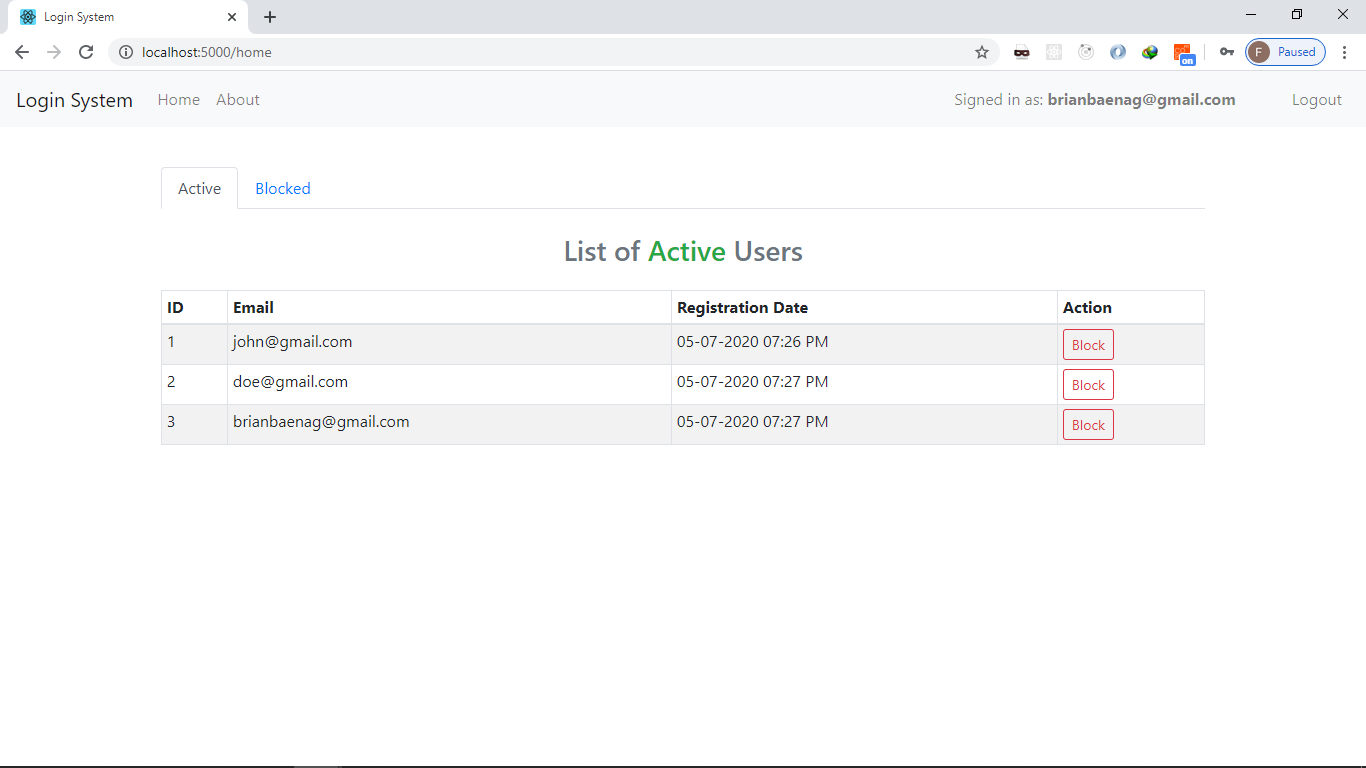 Login System
localhost:5000/home
on
F Paused
Login System Home About Signed in as: brianbaenag@gmail.com Logout
Active Blocked
List of Active Users
ID Email Registration Date Action
1 john@gmail.com 05-07-2020 07:26 PM Block
2 doe@gmail.com 05-07-2020 07:27 PM Block
3 brianbaenag@gmail.com 05-07-2020 07:27 PM Block